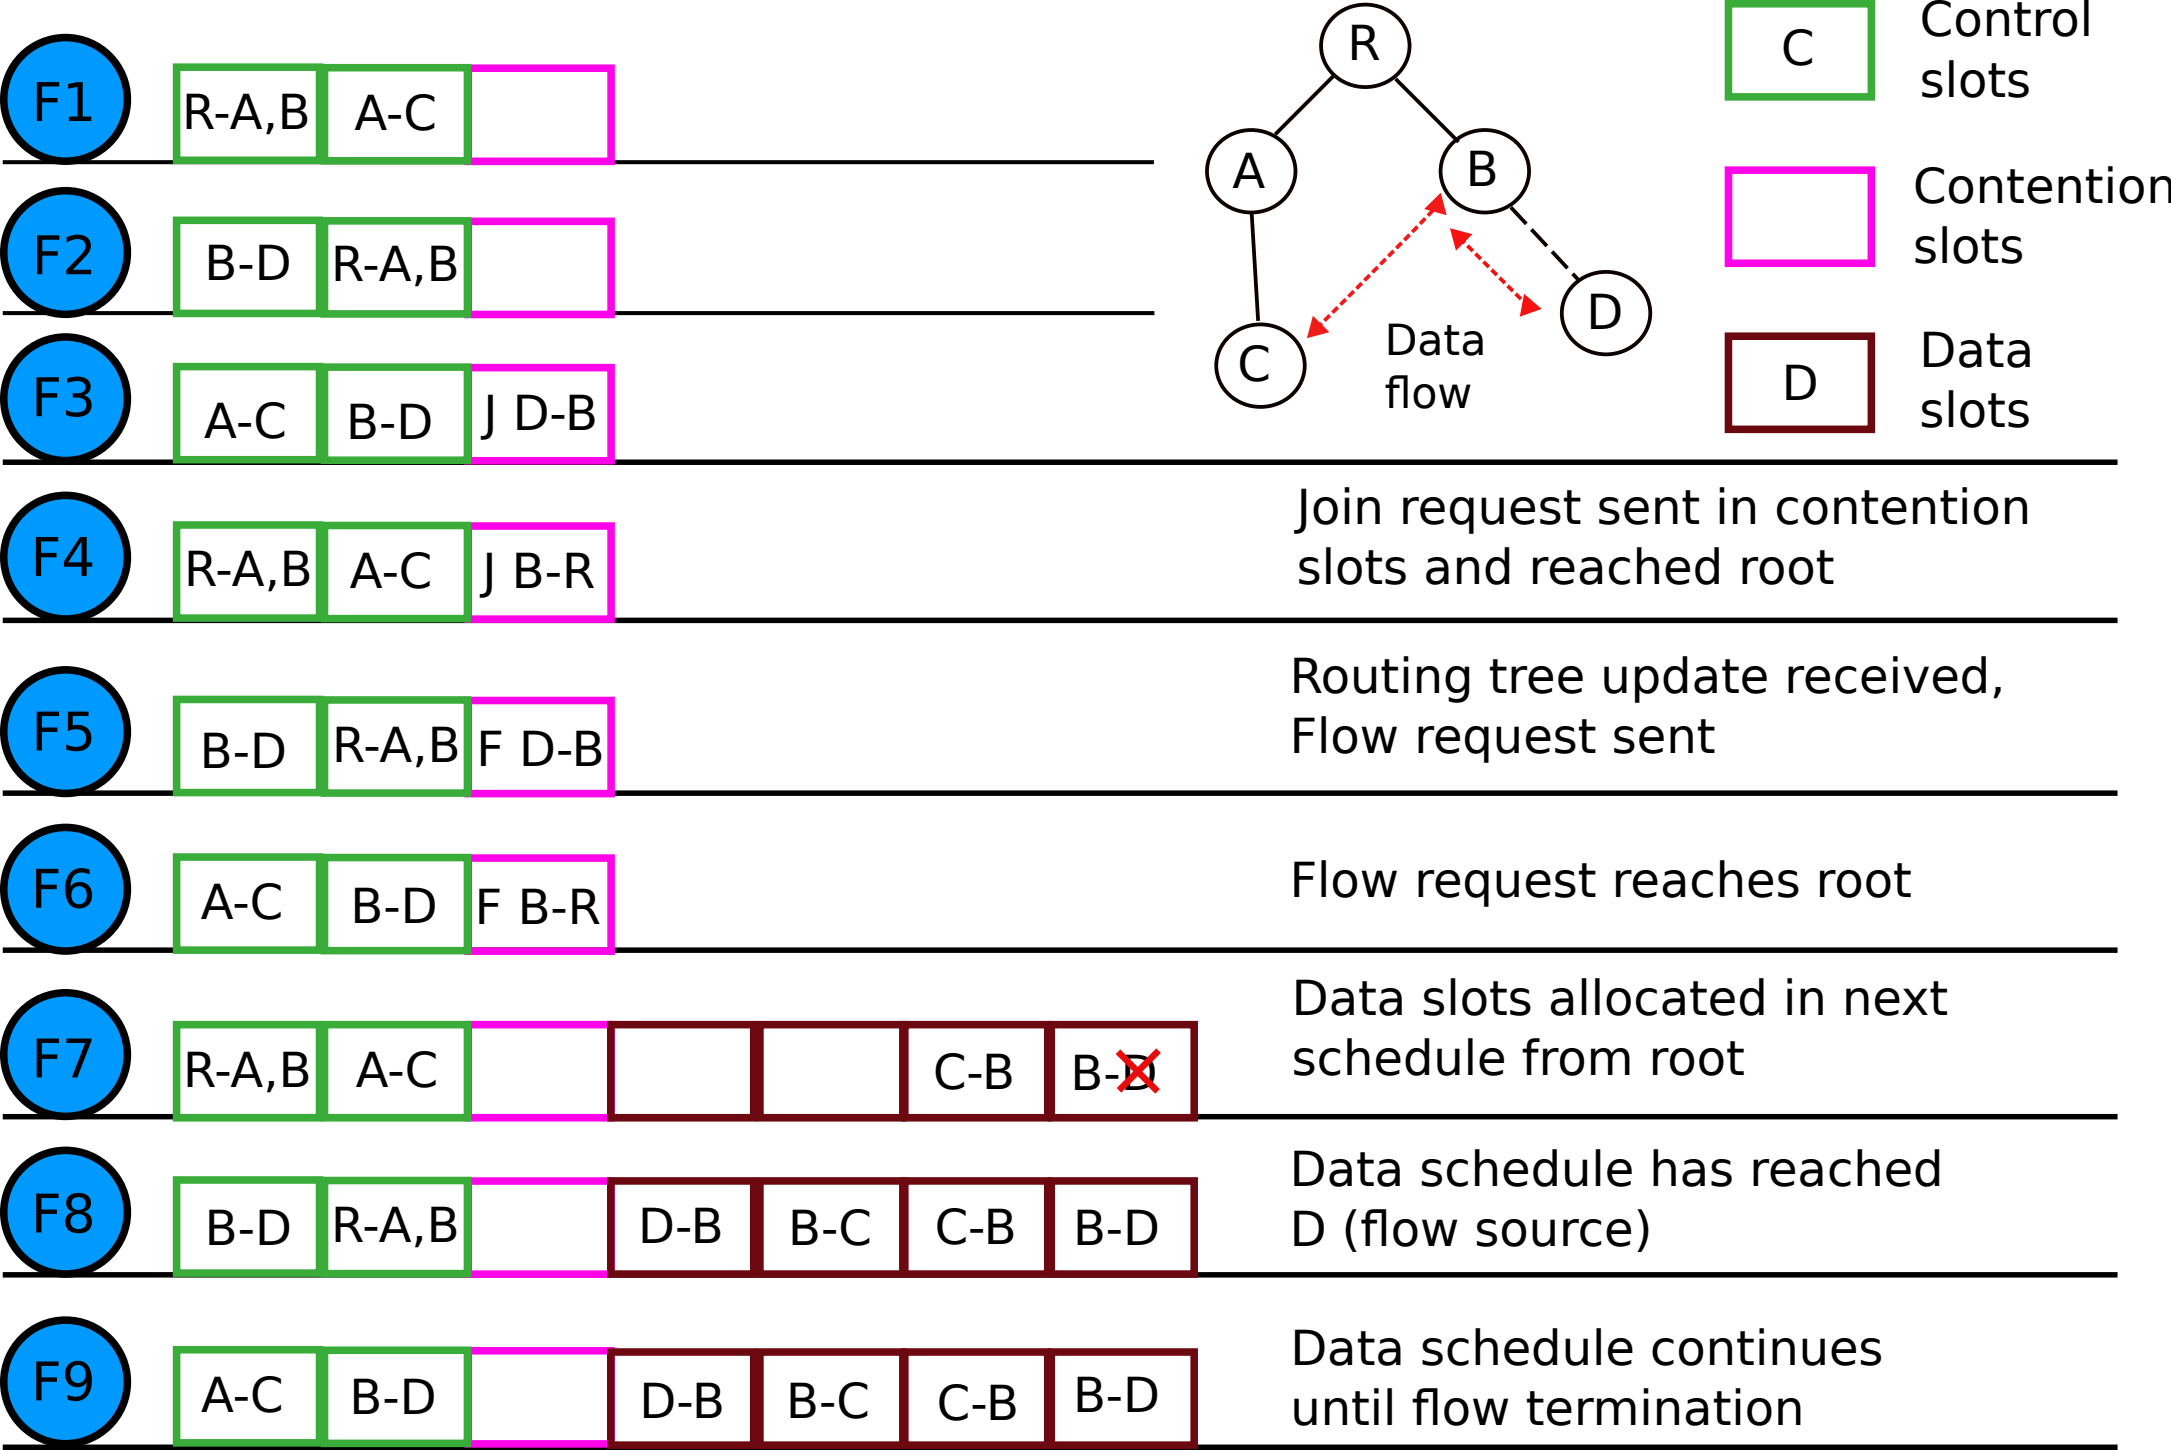 F1 R-A,B A-C
F2 B-D R-A,B
F3 A-C B-D J D-B
R
A
B
C
D
Data
flow
C Control
slots
Contention
slots
D Data
slots
F4 R-A,B A-C J B-R
Join request sent in contention
slots and reached root
F5 B-D R-A,B F D-B
Routing tree update received,
Flow request sent
F6 A-C B-D F B-R
Flow request reaches root
F7 R-A,B A-C C-B B-D
Data slots allocated in next
schedule from root
F8 B-D R-A,B D-B B-C C-B B-D
Data schedule has reached
D (flow source)
F9 A-C B-D D-B B-C C-B B-D
Data schedule continues
until flow termination